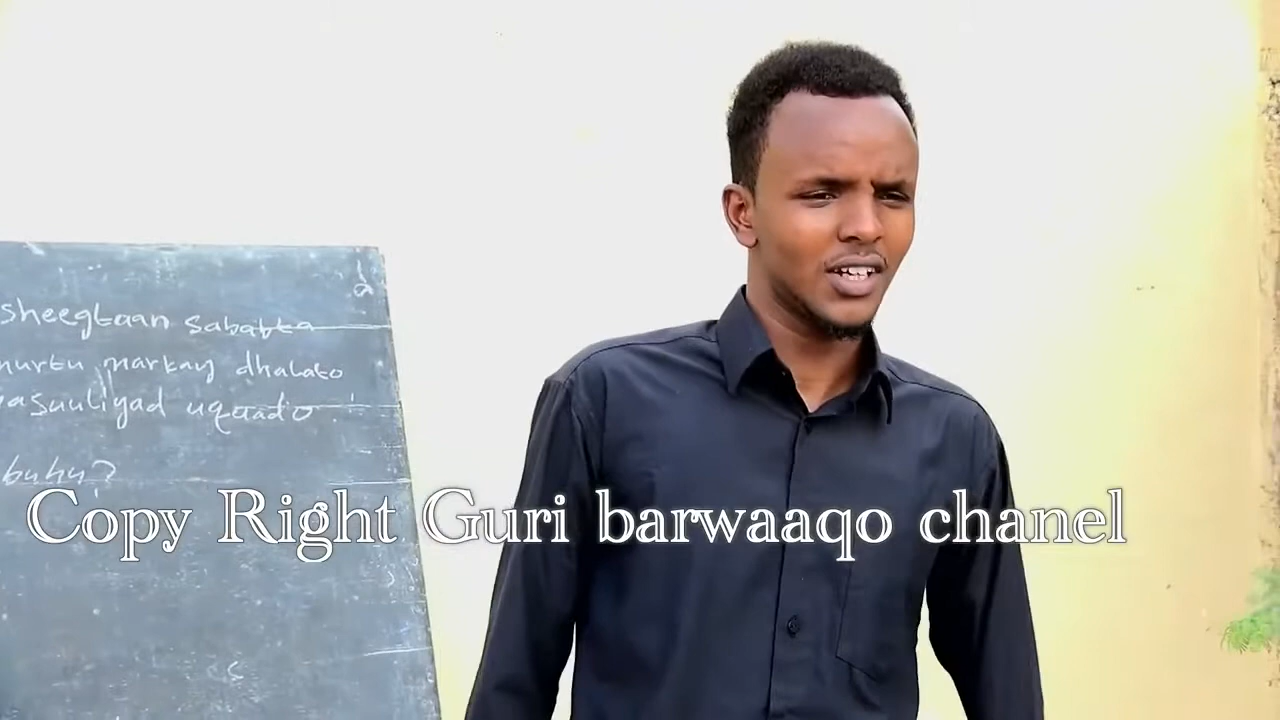 sheegtaan sababta
murtu markay dhalato
masuuliyad uqaado
buhu?
Copy Right Guri barwaaqo chanel